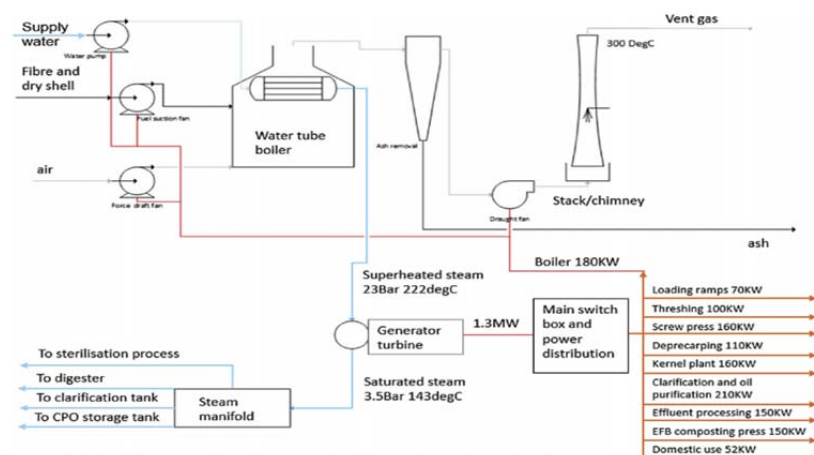 Supply
water
Water pump
Vent gas
300 DegC
Fibre and
dry shell
Fuel suction fan
Water tube
boiler
Ash removal
air
Force draft fan
Draught fan
Stack/chimney
ash
Boiler 180KW
Superheated steam
23Bar 222degC
Loading ramps 70KW
Threshing 100KW
Screw press 160KW
Depecarping 110KW
Kernel plant 160KW
Clarification and oil
purification 210KW
Effluent processing 150KW
EFB composting press 150KW
Domestic use 52KW
1.3MW
Main switch
box and
power
distribution
Generator
turbine
Saturated steam
3.5Bar 143degC
To sterilisation process
To digester
To clarification tank
To CPO storage tank
Steam
manifold